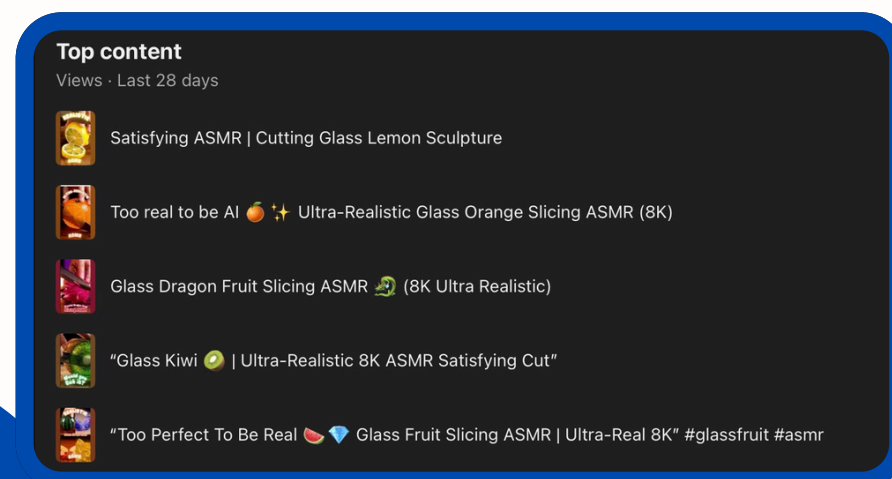 Top content
Views · Last 28 days
Satisfying ASMR | Cutting Glass Lemon Sculpture
Too real to be AI 🍊 ✨ Ultra-Realistic Glass Orange Slicing ASMR (8K)
Glass Dragon Fruit Slicing ASMR 🐉 (8K Ultra Realistic)
“Glass Kiwi 🥝 | Ultra-Realistic 8K ASMR Satisfying Cut”
“Too Perfect To Be Real 🍉💎 Glass Fruit Slicing ASMR | Ultra-Real 8K” #glassfruit #asmr